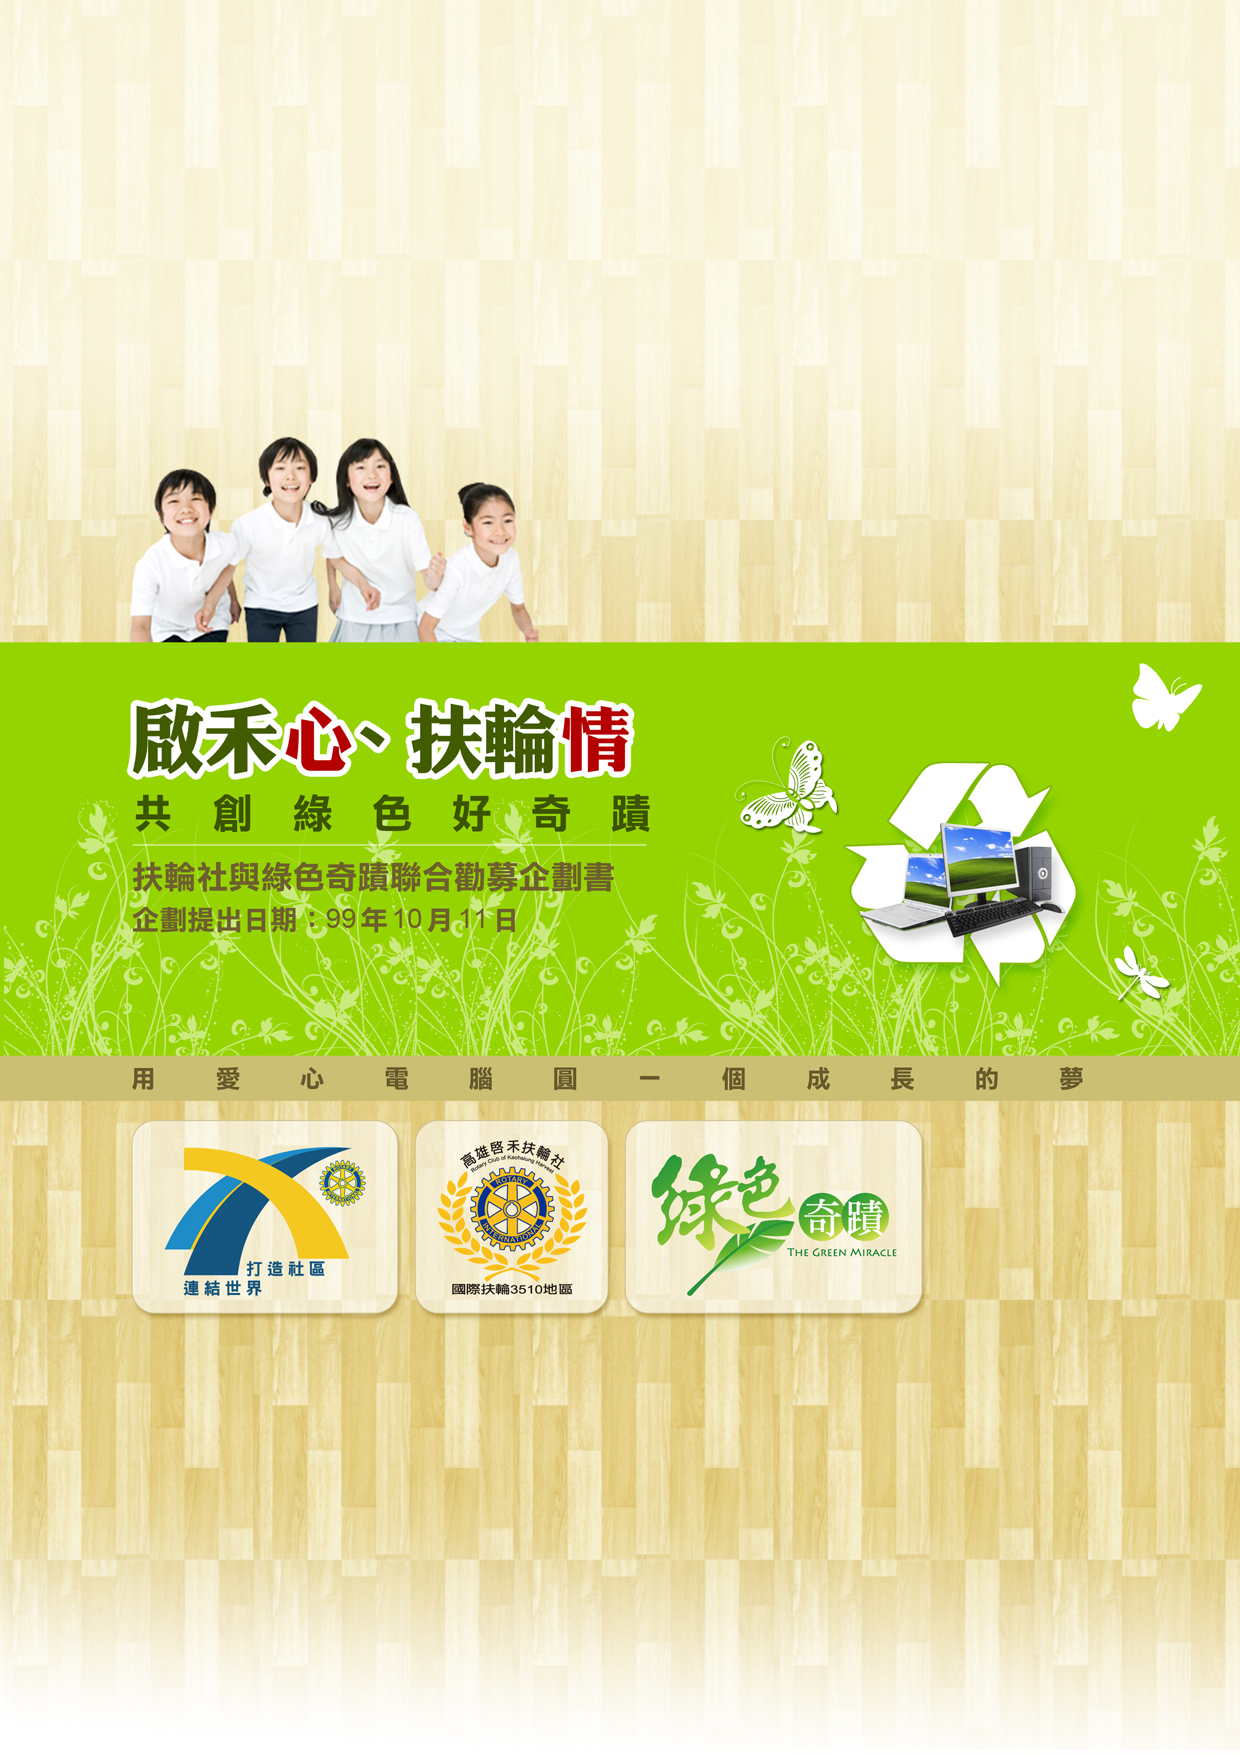 啟禾心、扶輪情
共創綠色好奇蹟
扶輪社與綠色奇蹟聯合勸募企劃書
企劃提出日期：99年10月11日
用愛心電腦圓一個成長的夢
打造社區
連結世界
高雄啓禾扶輪社
Rotary Club of Kaohsiung Harvest
ROTARY
INTERNATIONAL
國際扶輪3510地區
綠色奇蹟
THE GREEN MIRACLE